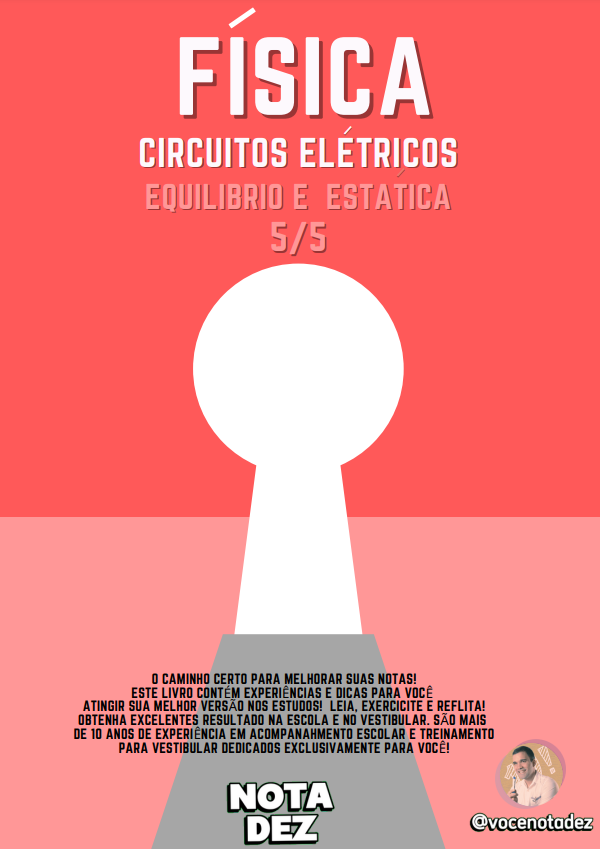 FÍSICA
CIRCUITOS ELÉTRICOS
EQUILIBRIO E ESTÁTICA
5/5
O CAMINHO CERTO PARA MELHORAR SUAS NOTAS!
ESTE LIVRO CONTÉM EXPERIÊNCIAS E DICAS PARA VOCÊ
ATINGIR SUA MELHOR VERSÃO NOS ESTUDOS! LEIA, EXERCICITE E REFLITA!
OBTENHA EXCELENTES RESULTADO NA ESCOLA E NO VESTIBULAR. SÃO MAIS
DE 10 ANOS DE EXPERIÊNCIA EM ACOMPANAHMENTO ESCOLAR E TREINAMENTO
PARA VESTIBULAR DEDICADOS EXCLUSIVAMENTE PARA VOCÊ!
NOTA
DEZ
@vocenotadez